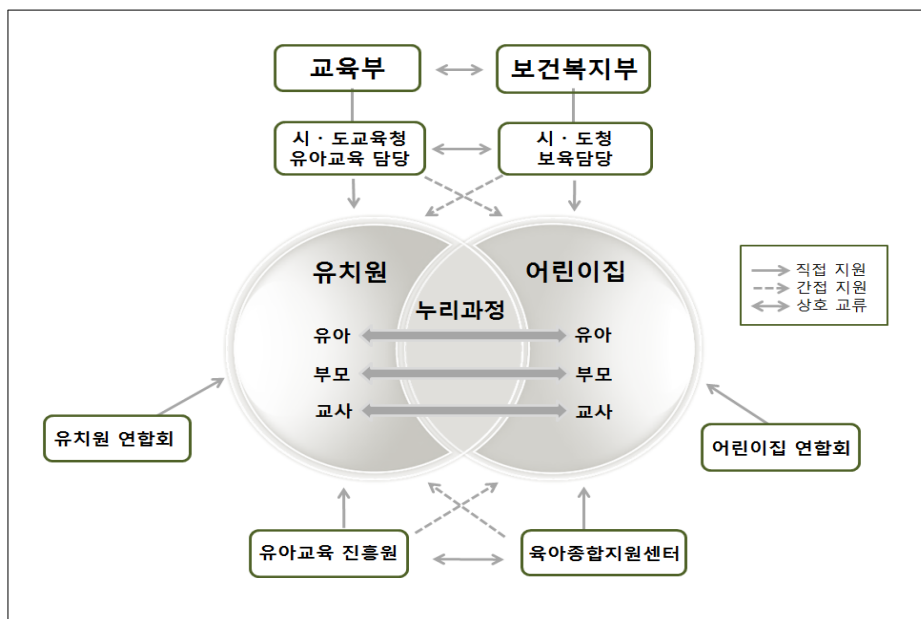 교육부
보건복지부
시 · 도교육청
유아교육 담당
시 · 도청
보육담당
유치원
어린이집
누리과정
유아
유아
부모
부모
교사
교사
직접 지원
간접 지원
상호 교류
유치원 연합회
어린이집 연합회
유아교육 진흥원
육아종합지원센터